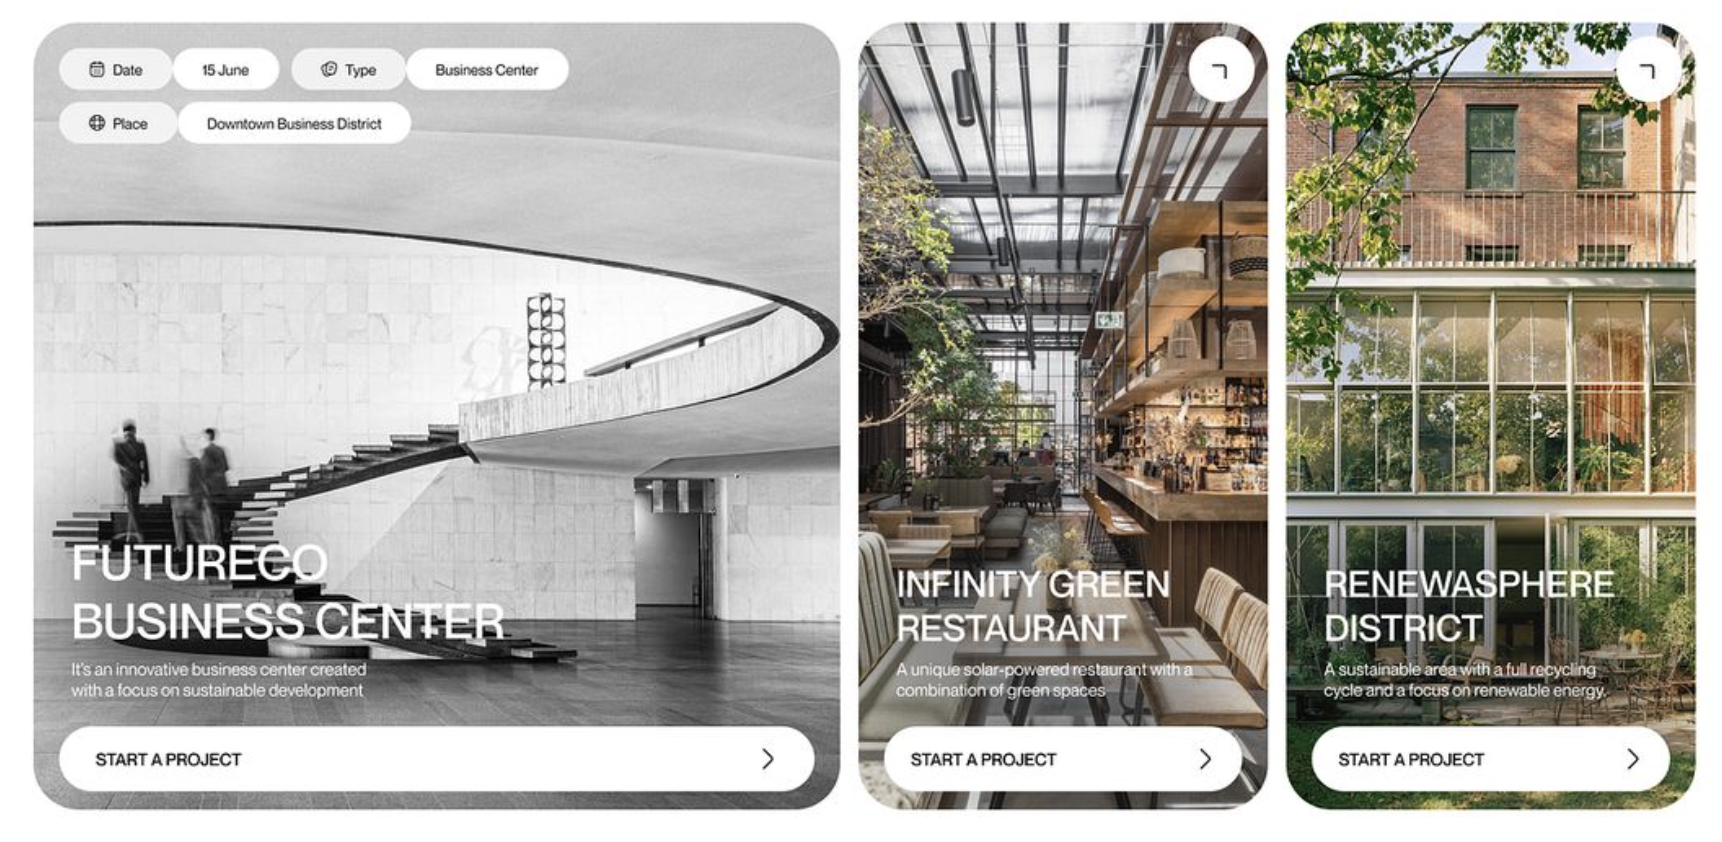 Date
15 June
Type
Business Center
Place
Downtown Business District
FUTURECO
BUSINESS CENTER
It's an innovative business center created
with a focus on sustainable development
START A PROJECT
INFINITY GREEN
RESTAURANT
A unique solar-powered restaurant with a
combination of green spaces
START A PROJECT
RENEWASPHERE
DISTRICT
A sustainable area with a full recycling
cycle and a focus on renewable energy.
START A PROJECT